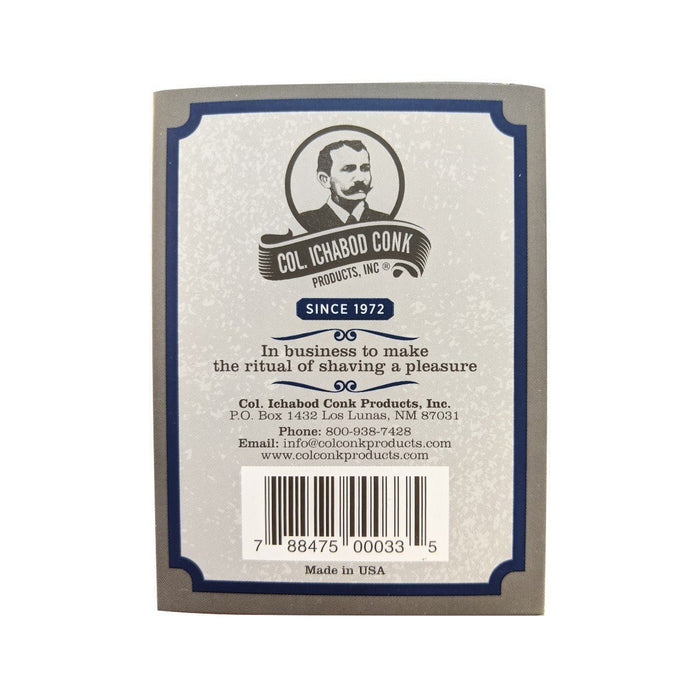 COL. ICHABOD CONK
PRODUCTS, INC ®
SINCE 1972
In business to make
the ritual of shaving a pleasure
Col. Ichabod Conk Products, Inc.
P.O. Box 1432 Los Lunas, NM 87031
Phone: 800-938-7428
Email: info@colconkproducts.com
www.colconkproducts.com
7 88475 00033 5
Made in USA